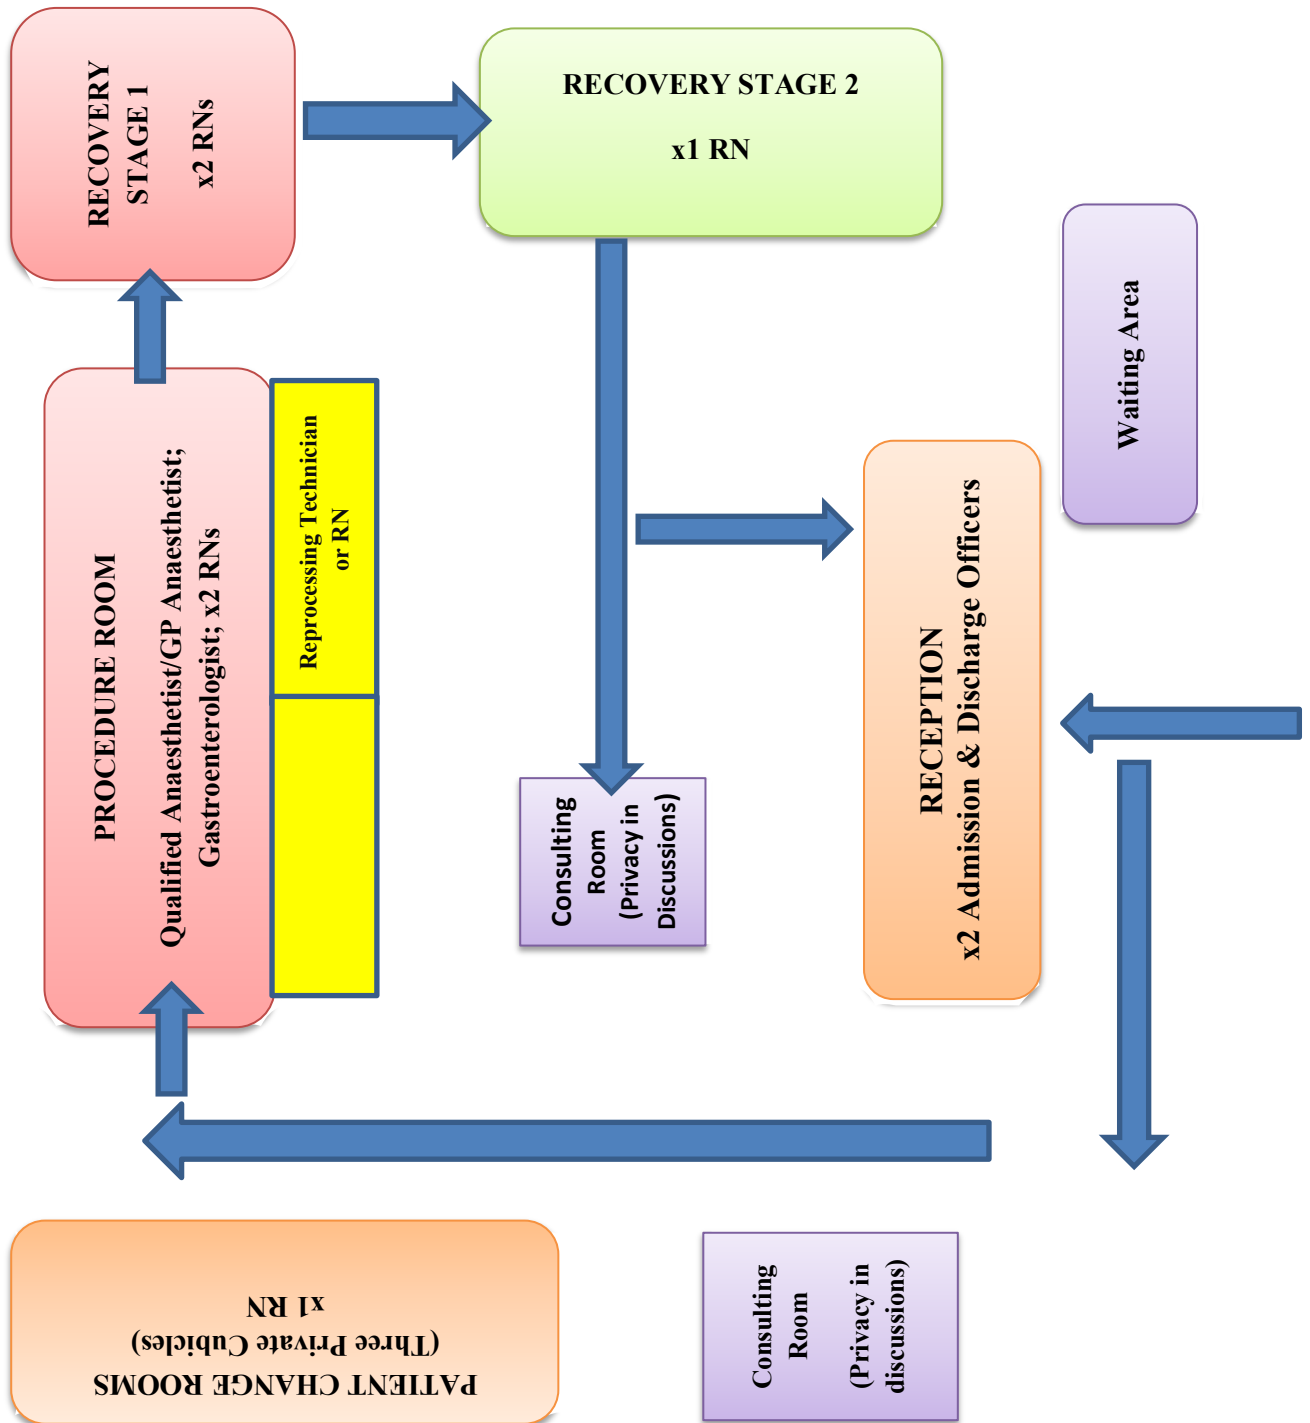 RECOVERY
STAGE 1
x2 RNs
RECOVERY STAGE 2
x1 RN
Waiting Area
PROCEDURE ROOM
Qualified Anaesthetist/GP Anaesthetist;
Gastroenterologist; x2 RNs
Reprocessing Technician
or RN
RECEPTION
x2 Admission & Discharge Officers
Consulting
Room
(Privacy in
Discussions)
PATIENT CHANGE ROOMS
(Three Private Cubicles)
x1 RN
Consulting
Room
(Privacy in
discussions)